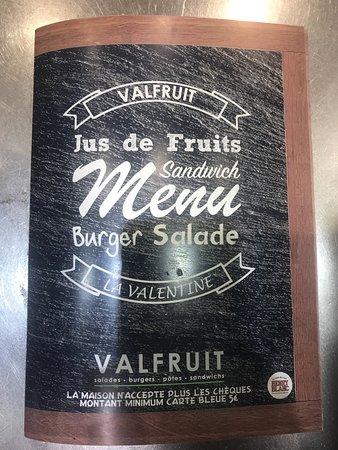 VALFRUIT
Jus de Fruits
Sandwich
Menu
Burger Salade
LA VALENTINE
VALFRUIT
salades - burgers - pâtes - sandwichs
LA MAISON N'ACCEPTE PLUS LES CHÈQUES
MONTANT MINIMUM CARTE BLEUE 5€